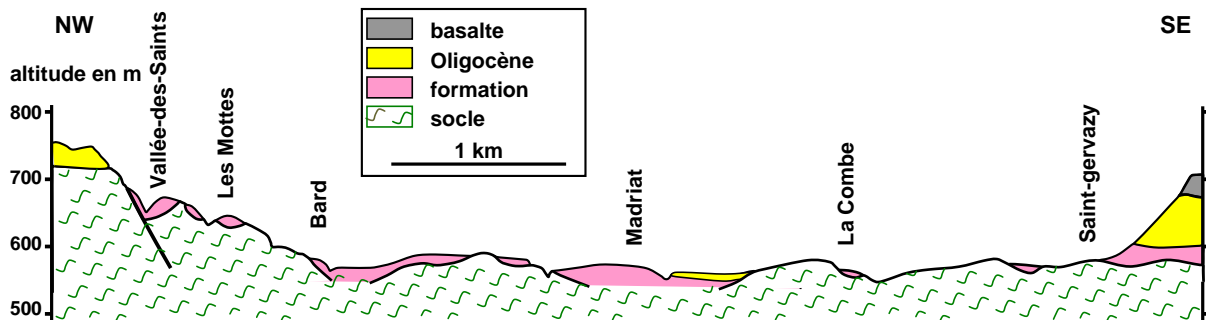 NW
SE
basalte
Oligocène
formation
socle
1 km
altitude en m
800
700
600
500
Vallée-des-Saints
Les Mottes
Bard
Madriat
La Combe
Saint-gervazy